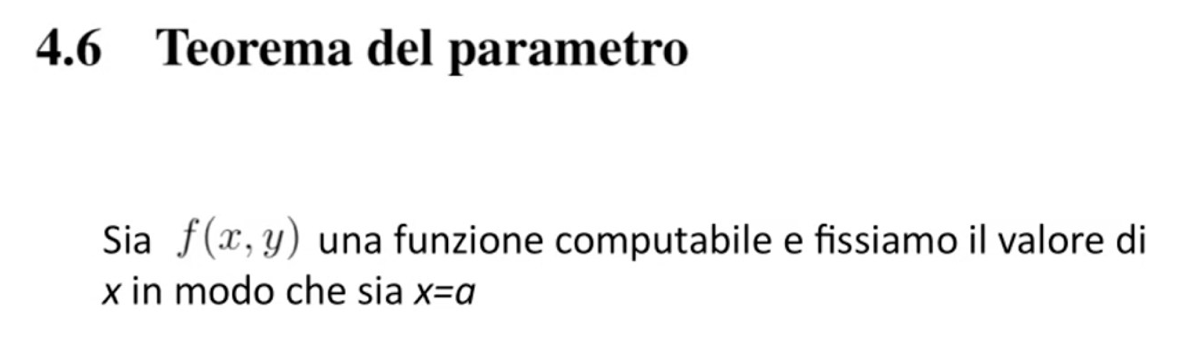 4.6 Teorema del parametro
Sia f(x, y) una funzione computabile e fissiamo il valore di
x in modo che sia x=a